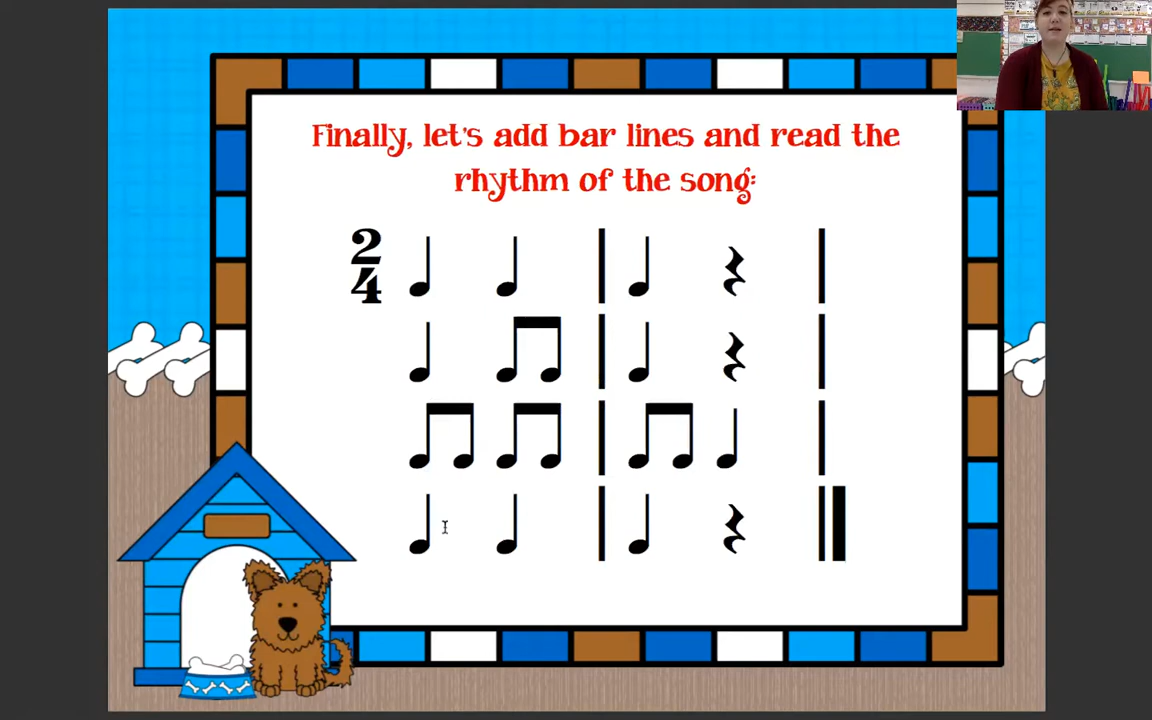 Finally, let's add bar lines and read the
rhythm of the song:
2
4